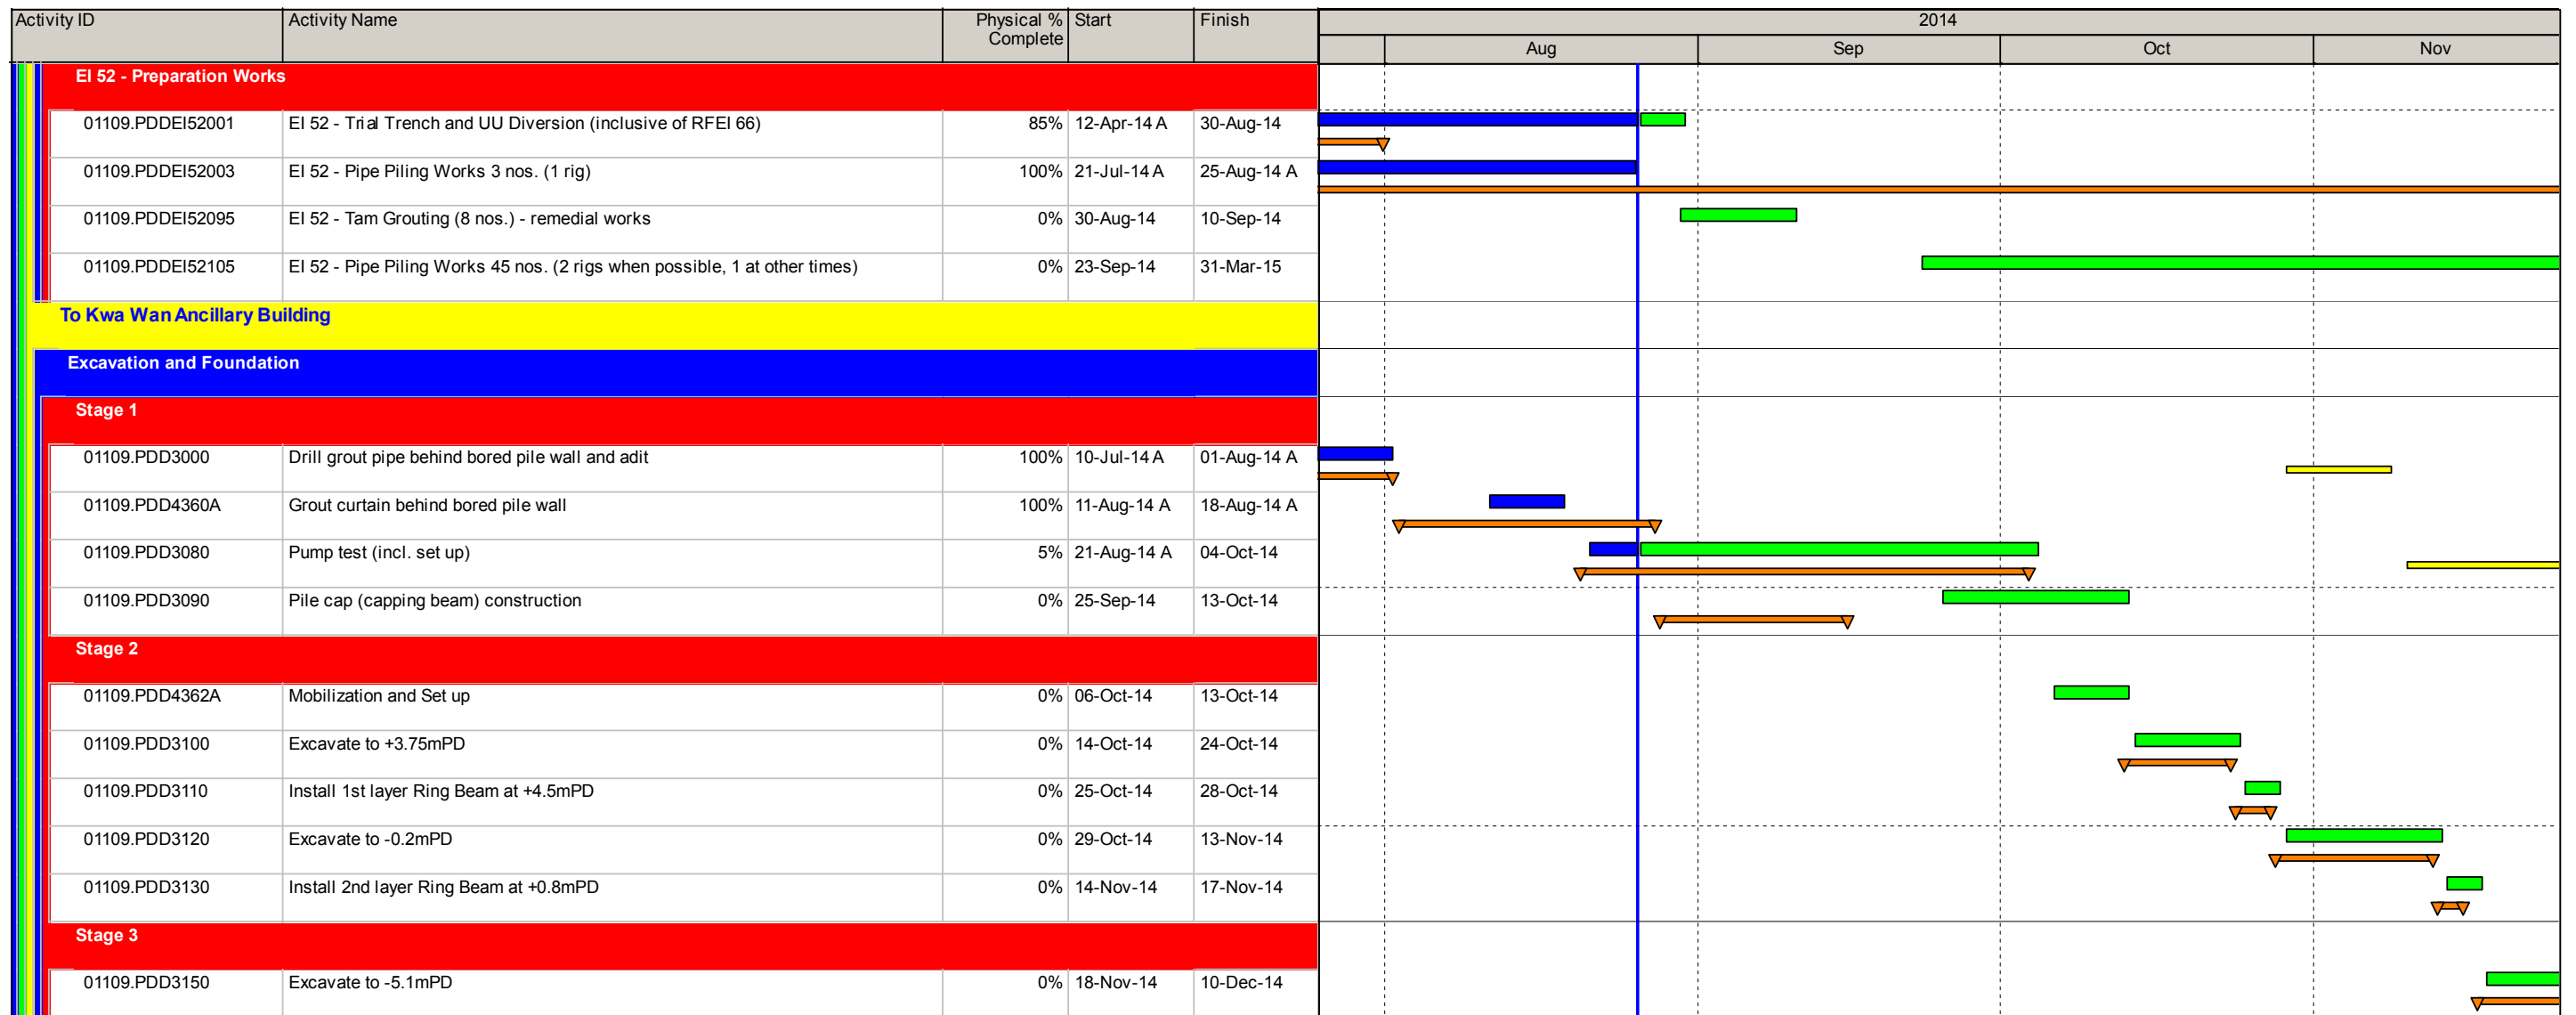 Activity ID Activity Name Physical % Complete Start Finish 2014
Aug Sep Oct Nov
EI 52 - Preparation Works
01109.PDDEI52001 EI 52 - Trial Trench and UU Diversion (inclusive of RFEI 66) 85% 12-Apr-14 A 30-Aug-14
01109.PDDEI52003 EI 52 - Pipe Piling Works 3 nos. (1 rig) 100% 21-Jul-14 A 25-Aug-14 A
01109.PDDEI52095 EI 52 - Tam Grouting (8 nos.) - remedial works 0% 30-Aug-14 10-Sep-14
01109.PDDEI52105 EI 52 - Pipe Piling Works 45 nos. (2 rigs when possible, 1 at other times) 0% 23-Sep-14 31-Mar-15
To Kwa Wan Ancillary Building
Excavation and Foundation
Stage 1
01109.PDD3000 Drill grout pipe behind bored pile wall and adit 100% 10-Jul-14 A 01-Aug-14 A
01109.PDD4360A Grout curtain behind bored pile wall 100% 11-Aug-14 A 18-Aug-14 A
01109.PDD3080 Pump test (incl. set up) 5% 21-Aug-14 A 04-Oct-14
01109.PDD3090 Pile cap (capping beam) construction 0% 25-Sep-14 13-Oct-14
Stage 2
01109.PDD4362A Mobilization and Set up 0% 06-Oct-14 13-Oct-14
01109.PDD3100 Excavate to +3.75mPD 0% 14-Oct-14 24-Oct-14
01109.PDD3110 Install 1st layer Ring Beam at +4.5mPD 0% 25-Oct-14 28-Oct-14
01109.PDD3120 Excavate to -0.2mPD 0% 29-Oct-14 13-Nov-14
01109.PDD3130 Install 2nd layer Ring Beam at +0.8mPD 0% 14-Nov-14 17-Nov-14
Stage 3
01109.PDD3150 Excavate to -5.1mPD 0% 18-Nov-14 10-Dec-14